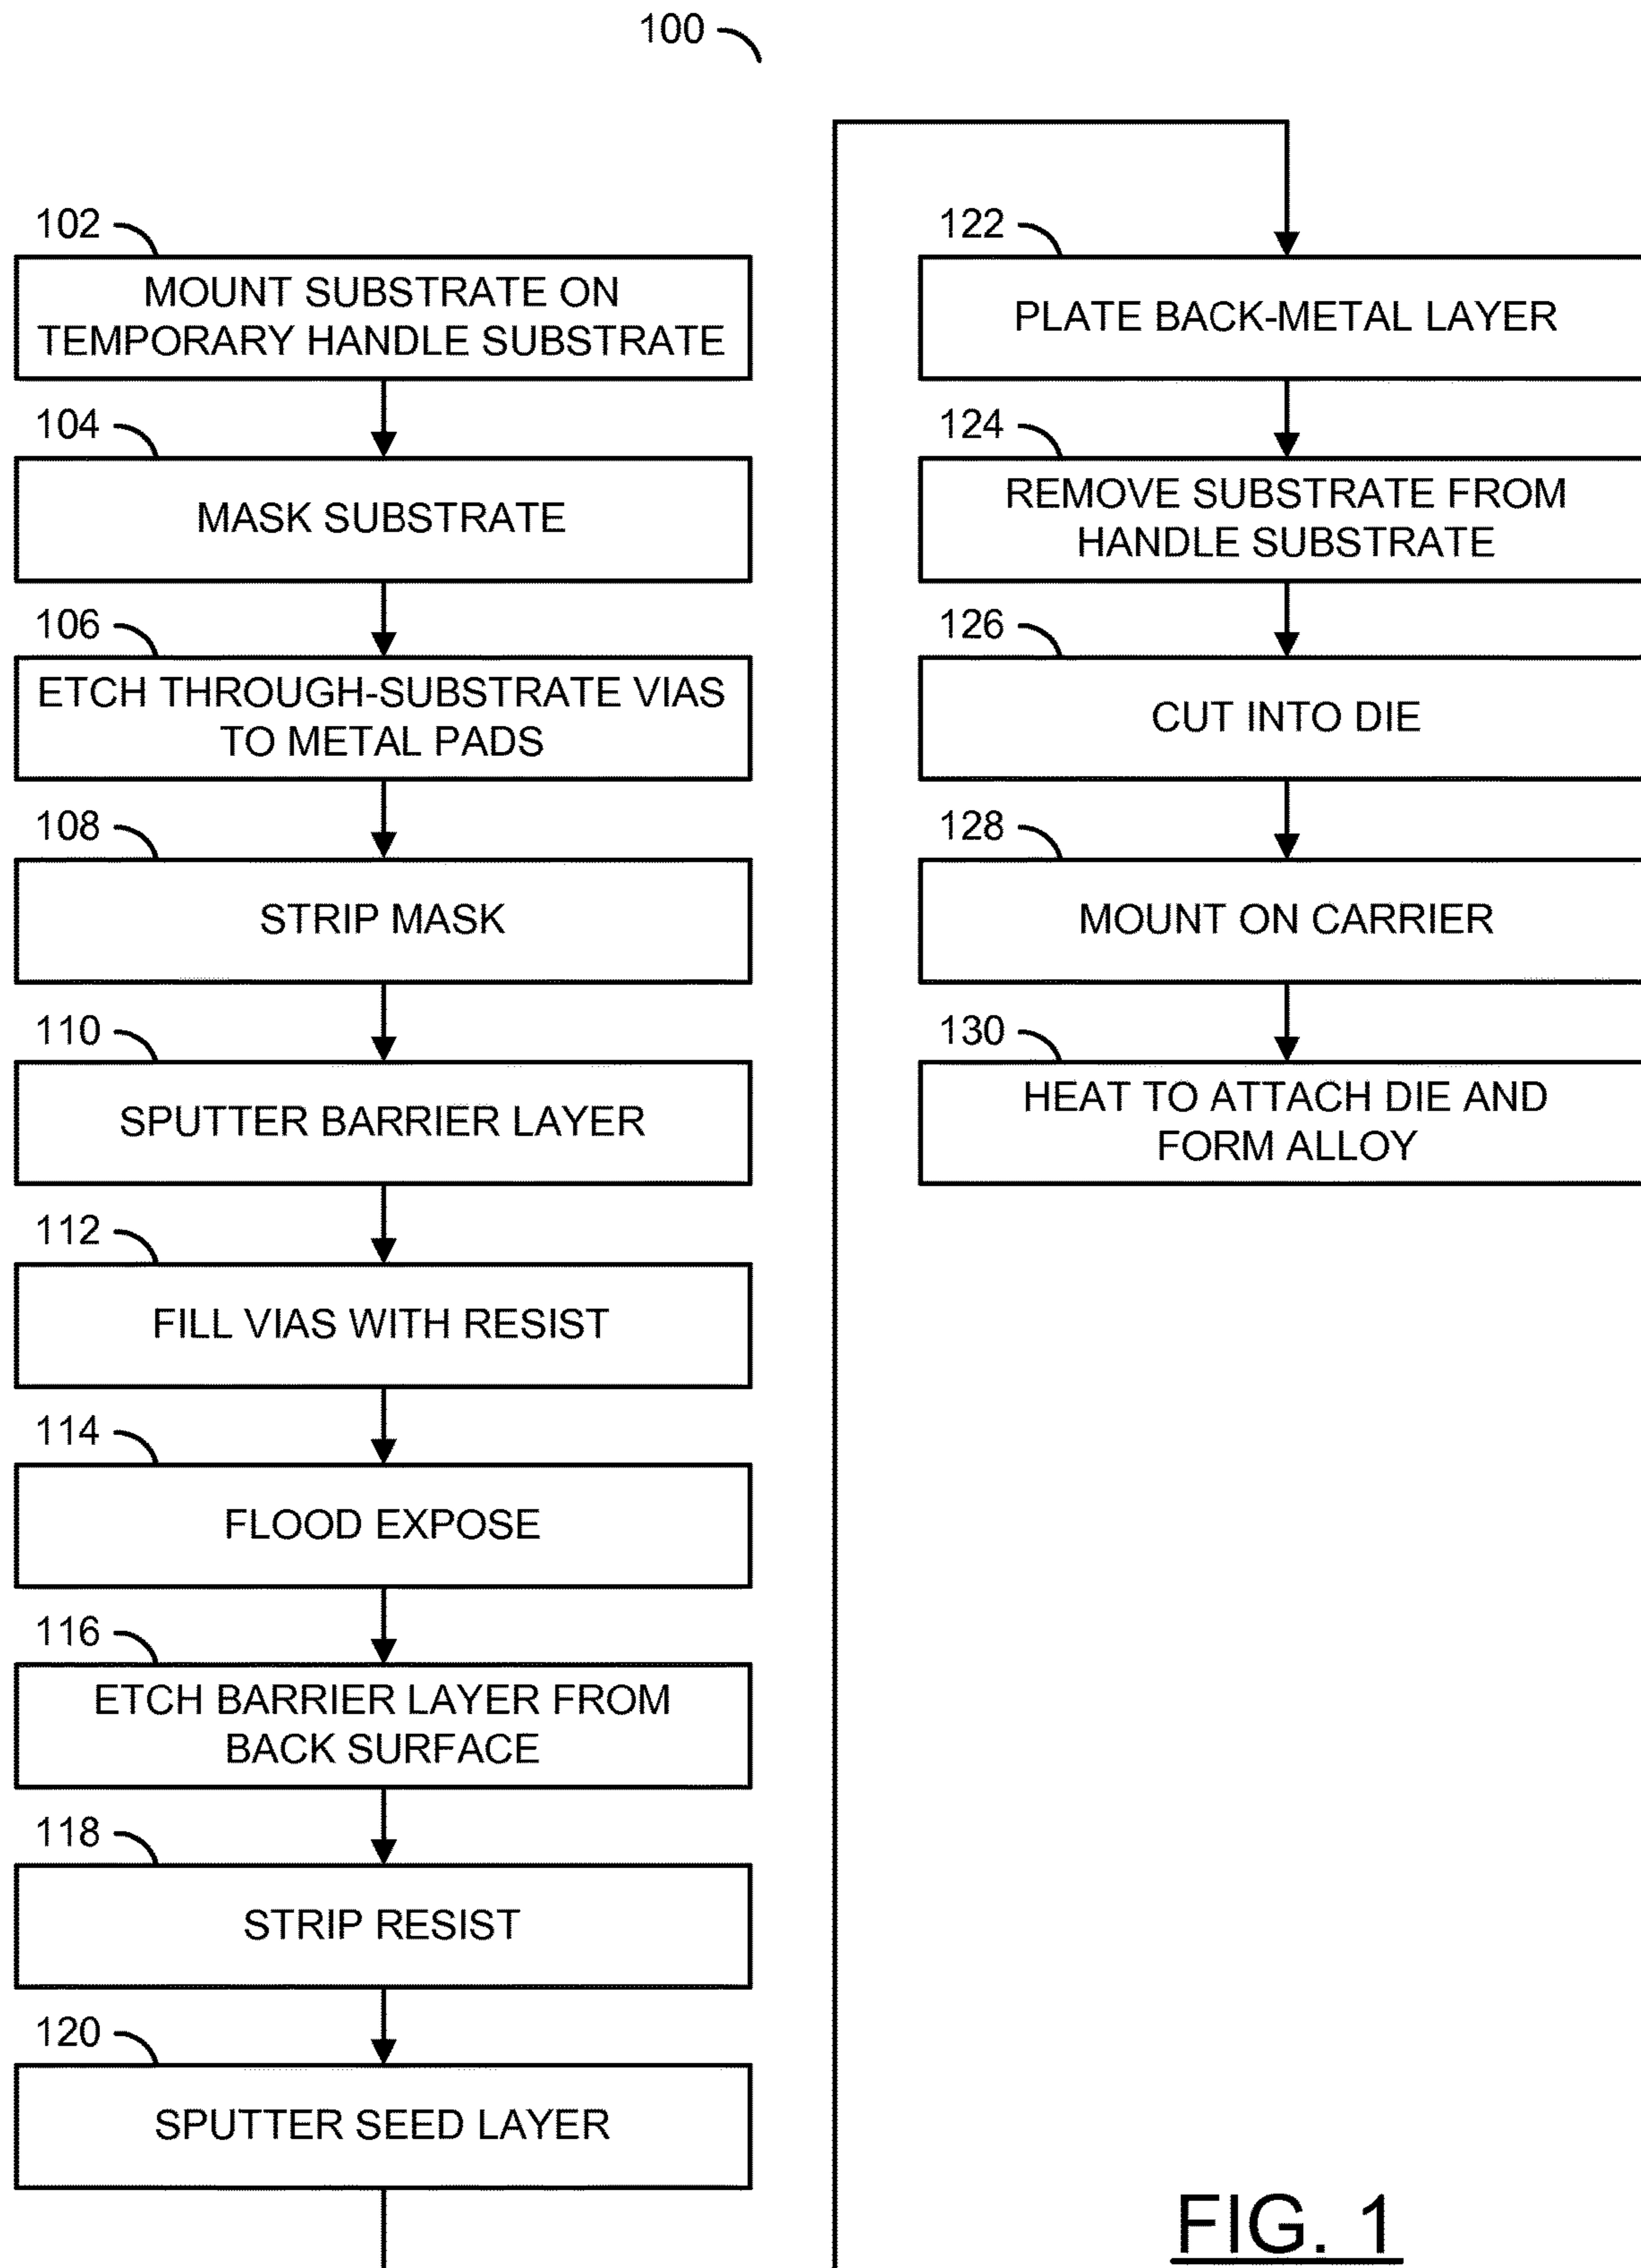 100
102
MOUNT SUBSTRATE ON
TEMPORARY HANDLE SUBSTRATE
104
MASK SUBSTRATE
106
ETCH THROUGH-SUBSTRATE VIAS
TO METAL PADS
108
STRIP MASK
110
SPUTTER BARRIER LAYER
112
FILL VIAS WITH RESIST
114
FLOOD EXPOSE
116
ETCH BARRIER LAYER FROM
BACK SURFACE
118
STRIP RESIST
120
SPUTTER SEED LAYER
122
PLATE BACK-METAL LAYER
124
REMOVE SUBSTRATE FROM
HANDLE SUBSTRATE
126
CUT INTO DIE
128
MOUNT ON CARRIER
130
HEAT TO ATTACH DIE AND
FORM ALLOY
FIG. 1